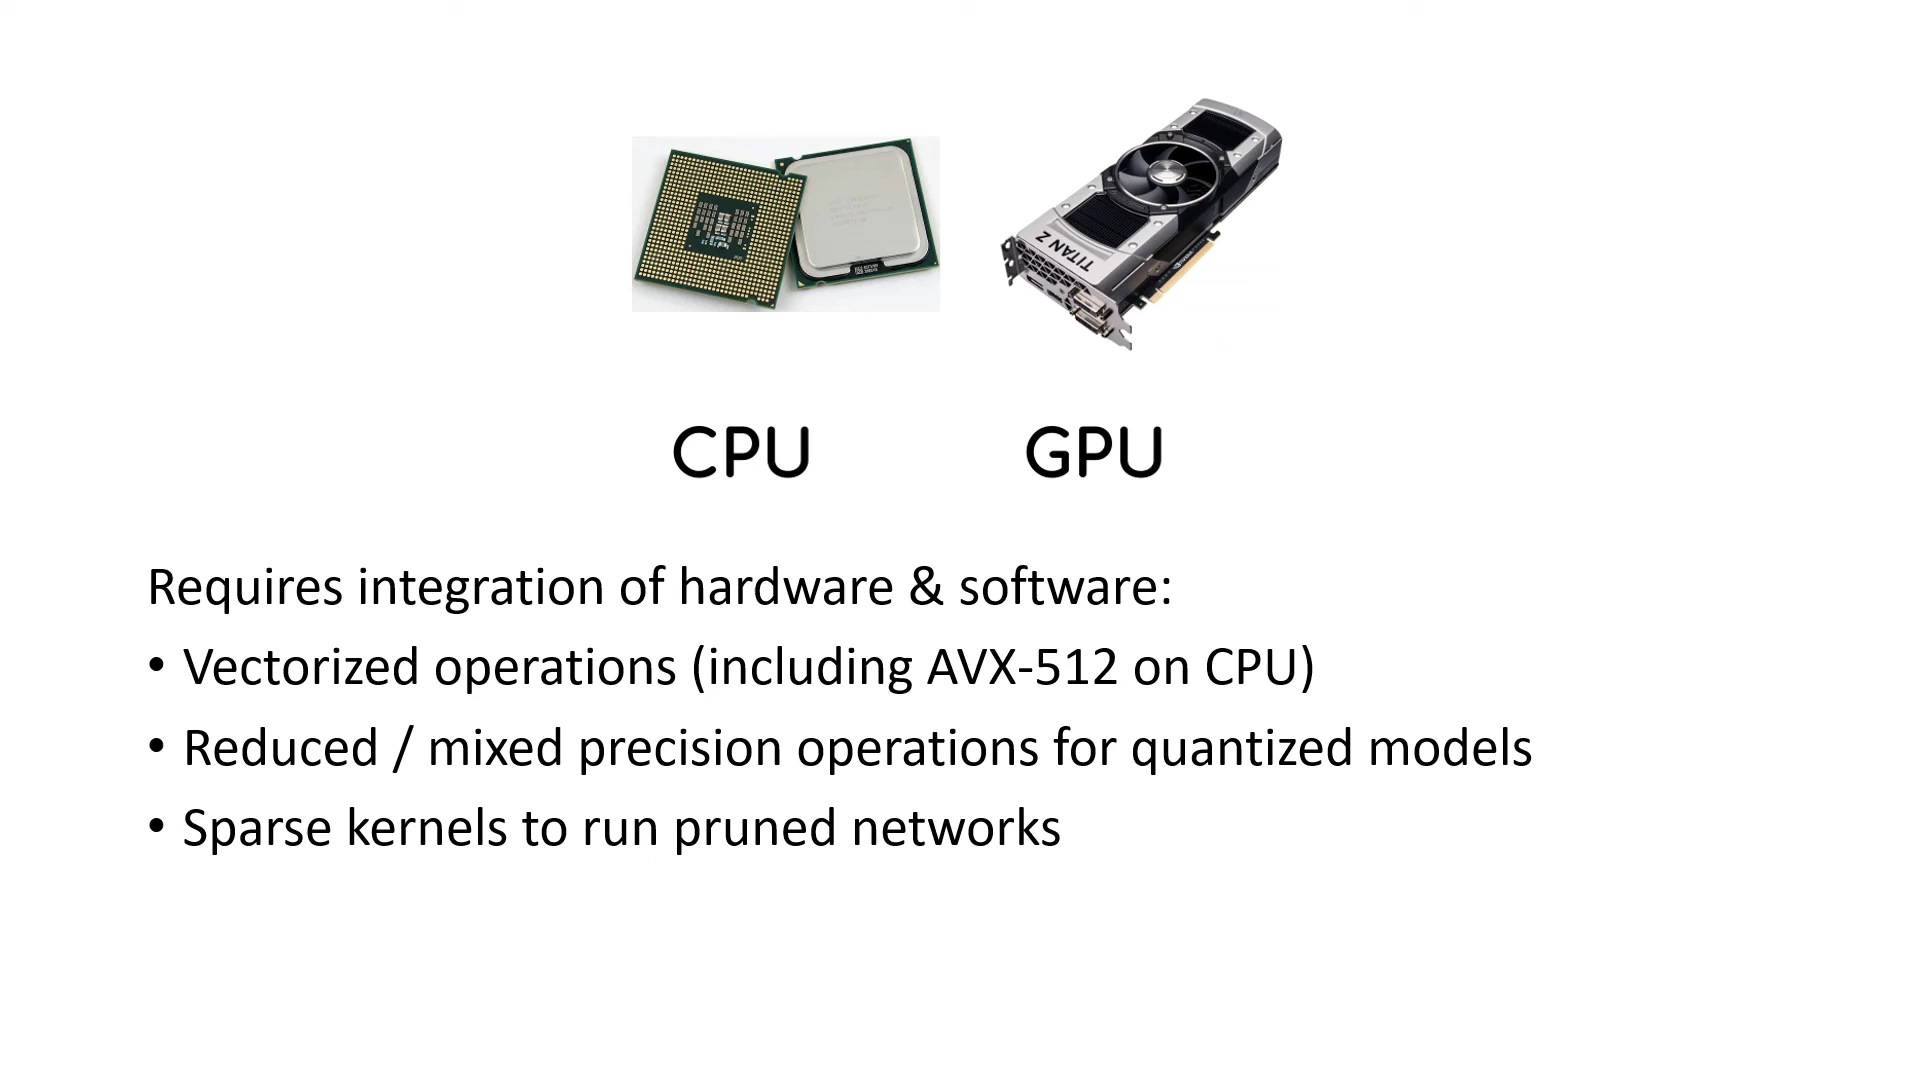 TITAN Z
CPU
GPU
Requires integration of hardware & software:
• Vectorized operations (including AVX-512 on CPU)
• Reduced / mixed precision operations for quantized models
• Sparse kernels to run pruned networks